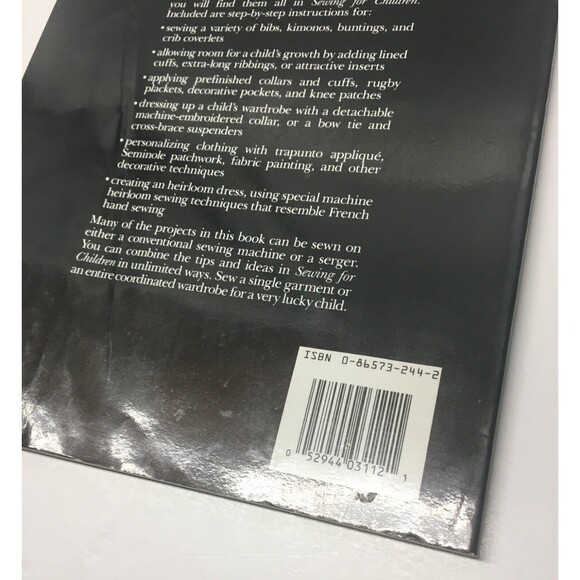 you will find them all in Sewing for Children.
Included are step-by-step instructions for:
• sewing a variety of bibs, kimonos, buntings, and
crib coverlets
• allowing room for a child's growth by adding lined
cuffs, extra-long ribbings, or attractive inserts
• applying prefinished collars and cuffs, rugby
plackets, decorative pockets, and knee patches
• dressing up a child's wardrobe with a detachable
machine-embroidered collar, or a bow tie and
cross-brace suspenders
• personalizing clothing with trapunto appliqué,
Seminole patchwork, fabric painting, and other
decorative techniques
• creating an heirloom dress, using special machine
heirloom sewing techniques that resemble French
hand sewing
Many of the projects in this book can be sewn on
either a conventional sewing machine or a serger.
You can combine the tips and ideas in Sewing for
Children in unlimited ways. Sew a single garment or
an entire coordinated wardrobe for a very lucky child.
ISBN 0-86573-244-2
0 52944 03112 1